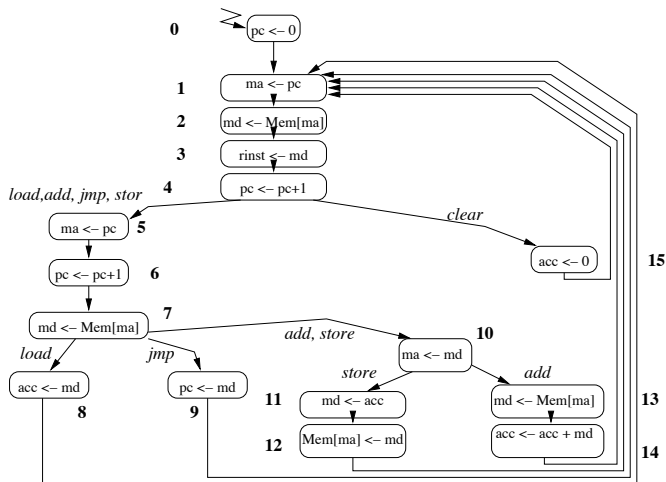 0
pc <– 0
1
ma <– pc
2
md <– Mem[ma]
3
rinst <– md
4
pc <– pc+1
load,add, jmp, stor
clear
ma <– pc
5
acc <– 0
15
pc <– pc+1
6
7
md <– Mem[ma]
add, store
10
load
jmp
ma <– md
store
add
acc <– md
pc <– md
11
md <– acc
md <– Mem[ma]
13
8
9
12
Mem[ma] <– md
acc <– acc + md
14